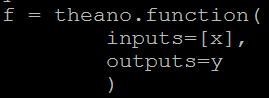 f = theano.function(
        inputs=[x],
        outputs=y
        )